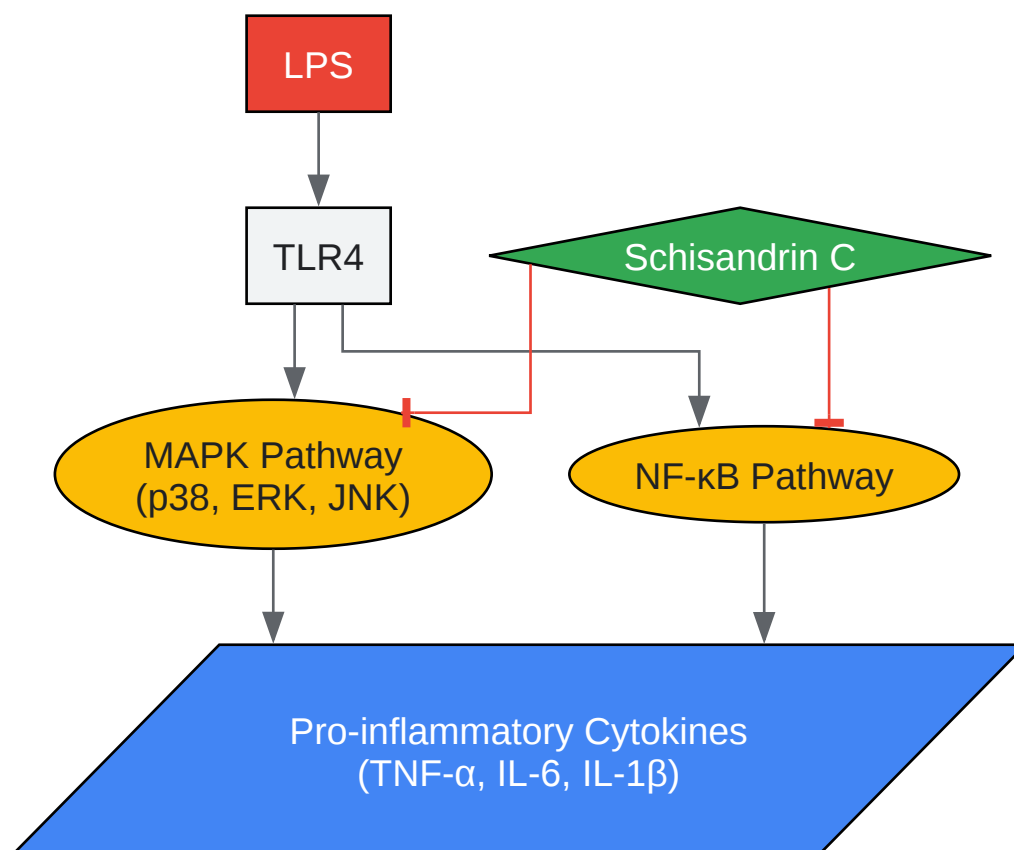 LPS
TLR4
Schisandrin C
MAPK Pathway
(p38, ERK, JNK)
NF-κB Pathway
Pro-inflammatory Cytokines
(TNF-α, IL-6, IL-1β)